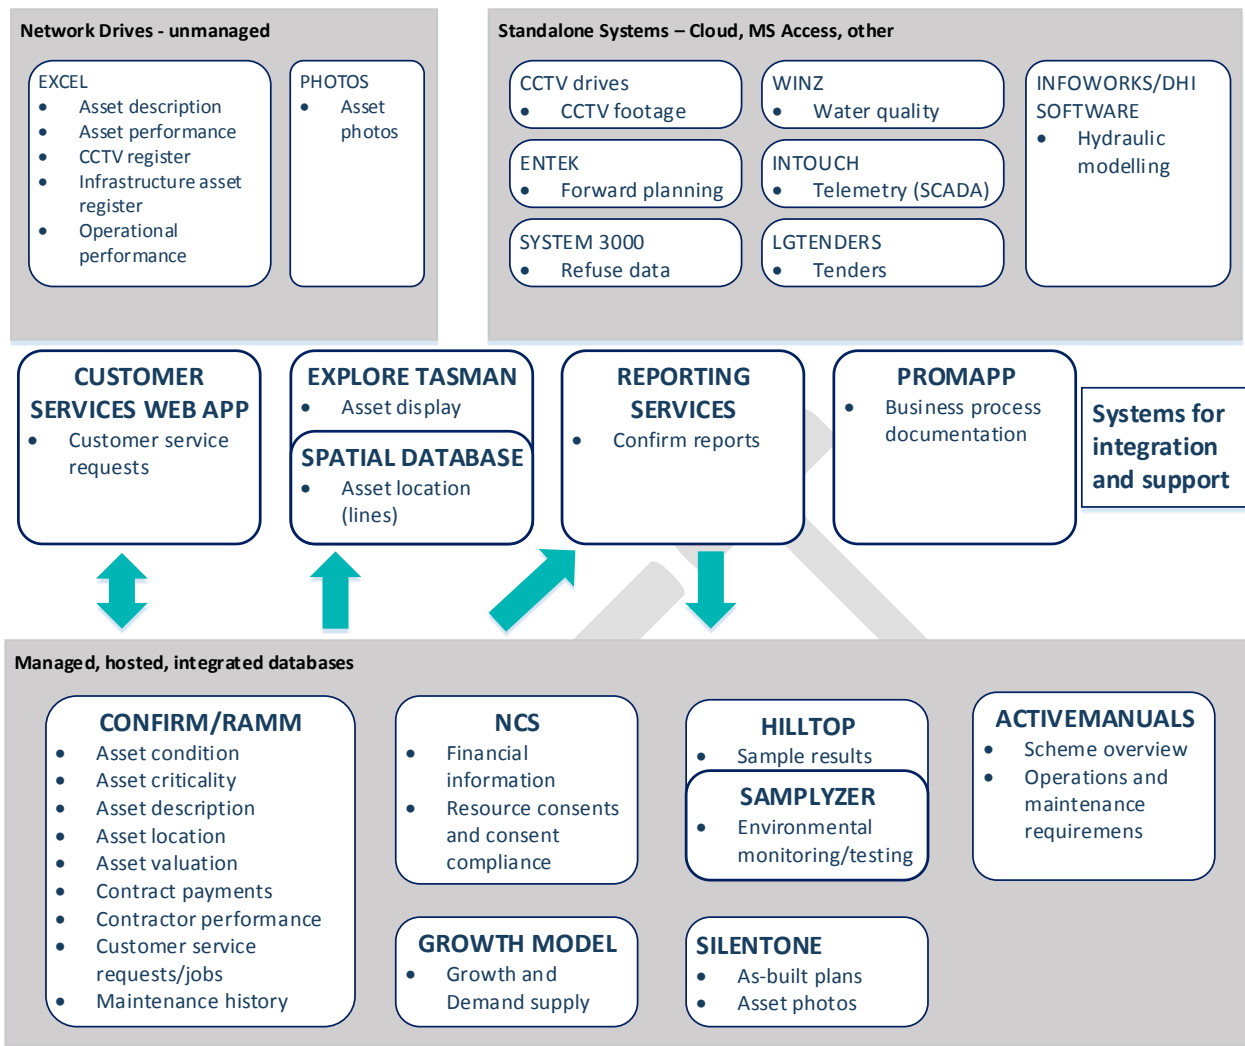 Network Drives - unmanaged
EXCEL
• Asset description
• Asset performance
• CCTV register
• Infrastructure asset
register
• Operational
performance
PHOTOS
• Asset
photos
Standalone Systems – Cloud, MS Access, other
CCTV drives
• CCTV footage
WINZ
• Water quality
INFOWORKS/DHI
SOFTWARE
• Hydraulic
modelling
ENTEK
• Forward planning
INTOUCH
• Telemetry (SCADA)
SYSTEM 3000
• Refuse data
LGTENDERS
• Tenders
CUSTOMER
SERVICES WEB APP
• Customer service
requests
EXPLORE TASMAN
• Asset display
SPATIAL DATABASE
• Asset location
(lines)
REPORTING
SERVICES
• Confirm reports
PROMAPP
• Business process
documentation
Systems for
integration
and support
Managed, hosted, integrated databases
CONFIRM/RAMM
• Asset condition
• Asset criticality
• Asset description
• Asset location
• Asset valuation
• Contract payments
• Contractor performance
• Customer service
requests/jobs
• Maintenance history
NCS
• Financial
information
• Resource consents
and consent
compliance
HILLTOP
• Sample results
SAMPLYZER
• Environmental
monitoring/testing
ACTIVEMANUALS
• Scheme overview
• Operations and
maintenance
requiremens
GROWTH MODEL
• Growth and
Demand supply
SILENTONE
• As-built plans
• Asset photos